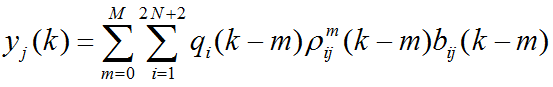 y_j(k) = \sum_{m=0}^{M} \sum_{i=1}^{2N+2} q_i(k-m) \rho_{ij}^{m}(k-m) b_{ij}(k-m)